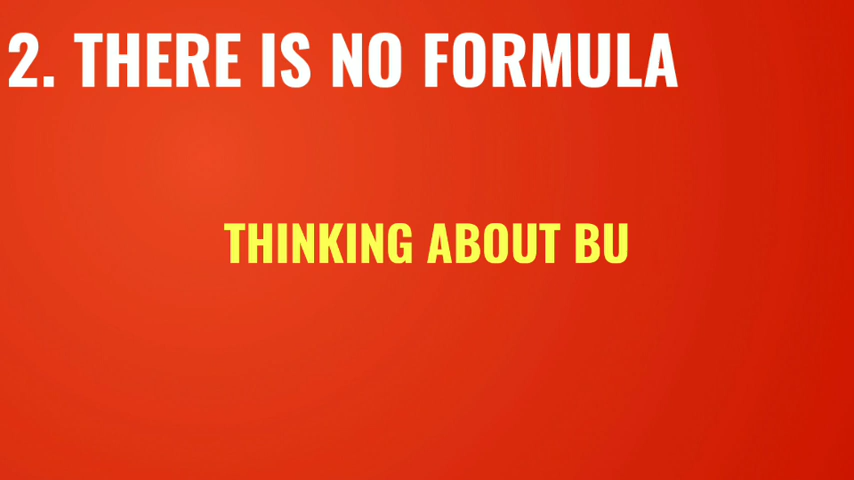 2. THERE IS NO FORMULA
THINKING ABOUT BU